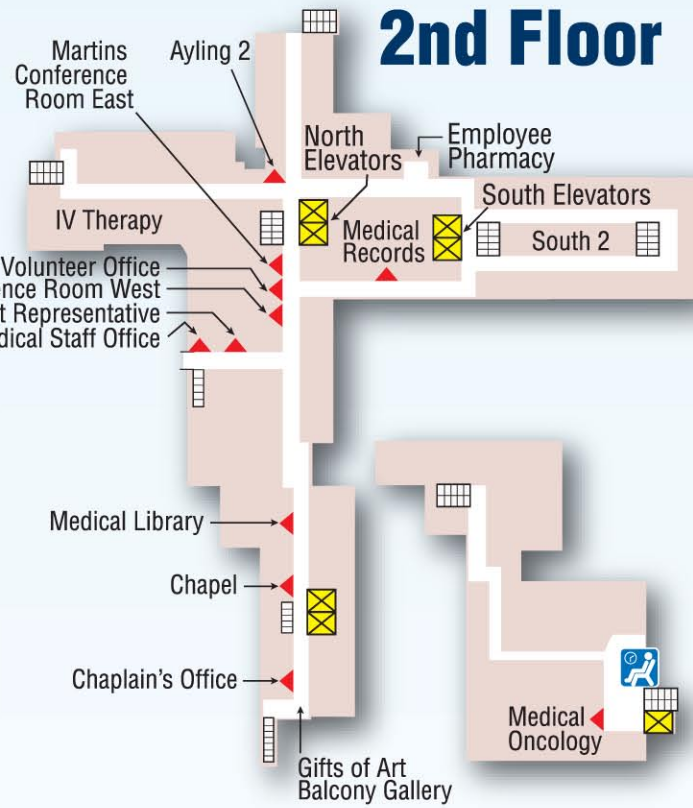 2nd Floor
Martins
Conference
Room East
Ayling 2
North
Elevators
Employee
Pharmacy
South Elevators
IV Therapy
Medical
Records
South 2
Volunteer Office
Room West
Representative
Staff Office
Medical Library
Chapel
Chaplain's Office
Medical
Oncology
Gifts of Art
Balcony Gallery